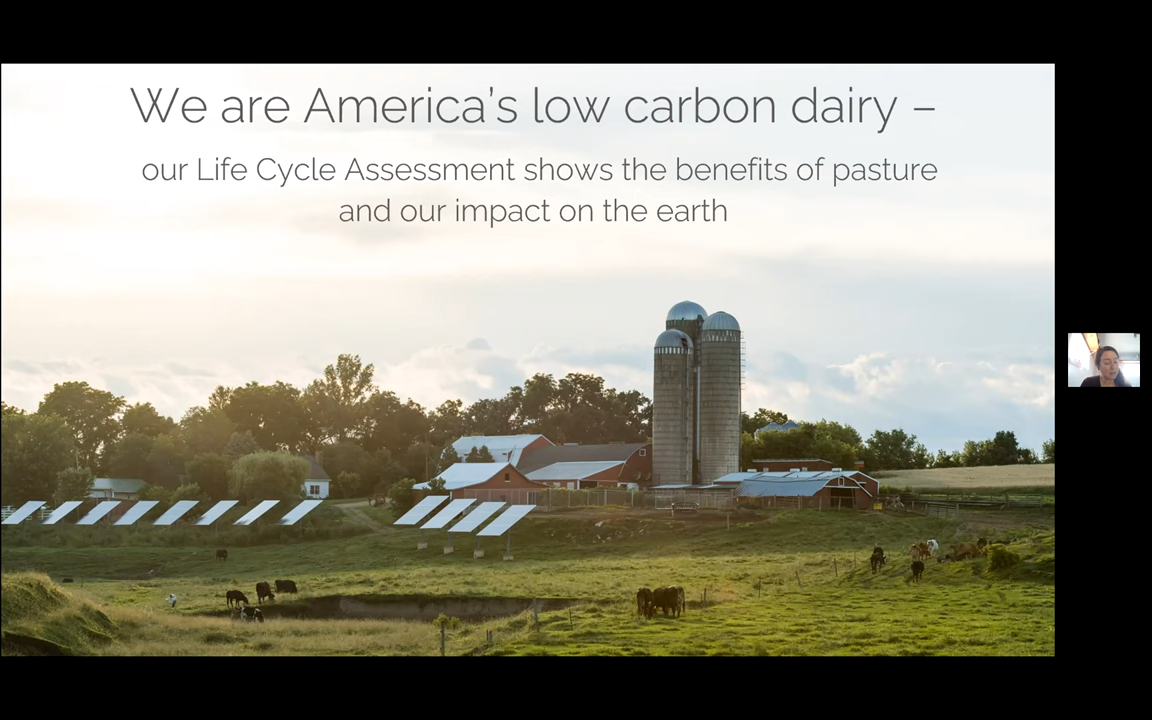 We are America’s low carbon dairy –
our Life Cycle Assessment shows the benefits of pasture
and our impact on the earth